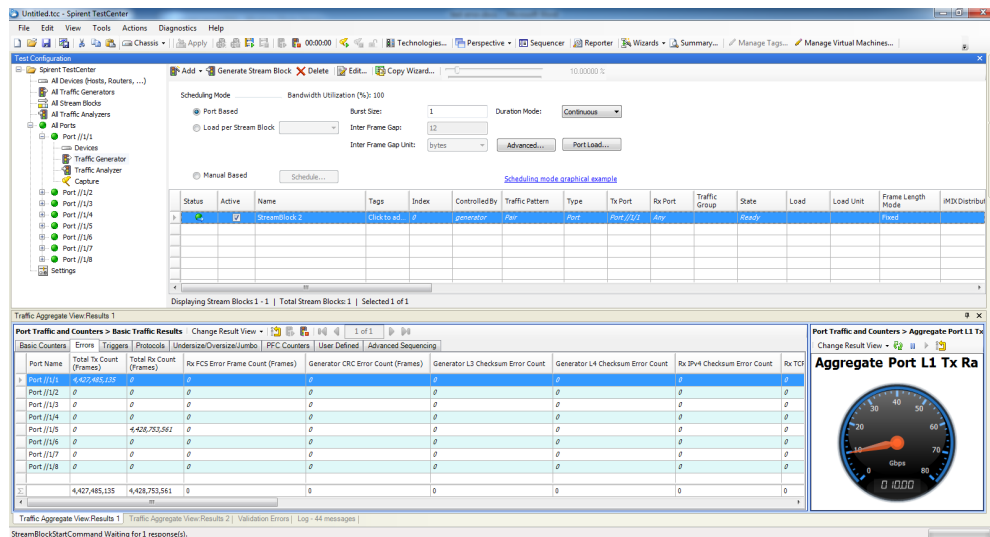 Untitled.tcc - Spirent TestCenter
File Edit View Tools Actions Diagnostics Help
Chassis Apply 00:00:00 Technologies... Perspective Sequencer Reporter Wizards Summary... Manage Tags... Manage Virtual Machines...
Test Configuration
Spirent TestCenter
All Devices (Hosts, Routers, ...)
All Traffic Generators
All Stream Blocks
All Traffic Analyzers
All Ports
Port //1/1
Devices
Traffic Generator
Traffic Analyzer
Capture
Port //1/2
Port //1/3
Port //1/4
Port //1/5
Port //1/6
Port //1/7
Port //1/8
Settings
Add Generate Stream Block Delete Edit... Copy Wizard... 10.00000 %
Scheduling Mode Bandwidth Utilization (%): 100
Port Based Burst Size: 1 Duration Mode: Continuous
Load per Stream Block Inter Frame Gap: 12
Inter Frame Gap Unit: bytes Advanced... Port Load...
Manual Based Schedule... Scheduling mode graphical example
Status Active Name Tags Index Controlled By Traffic Pattern Type Tx Port Rx Port Traffic Group State Load Load Unit Frame Length Mode iMIX Distribut
StreamBlock 2 Click to ad... 0 generator Pair Port Port //1/1 Any Ready Fixed
Displaying Stream Blocks 1 - 1 | Total Stream Blocks: 1 | Selected 1 of 1
Traffic Aggregate View:Results 1
Port Traffic and Counters > Basic Traffic Results Change Result View 1 of 1
Basic Counters Errors Triggers Protocols Undersize/Oversize/Jumbo PFC Counters User Defined Advanced Sequencing
Port Name Total Tx Count (Frames) Total Rx Count (Frames) Rx FCS Error Frame Count (Frames) Generator CRC Error Count (Frames) Generator L3 Checksum Error Count Generator L4 Checksum Error Count Rx IPv4 Checksum Error Count Rx TCP
Port //1/1 4,427,485,135 0 0 0 0 0 0 0
Port //1/2 0 0 0 0 0 0 0 0
Port //1/3 0 0 0 0 0 0 0 0
Port //1/4 0 0 0 0 0 0 0 0
Port //1/5 0 4,428,753,561 0 0 0 0 0 0
Port //1/6 0 0 0 0 0 0 0 0
Port //1/7 0 0 0 0 0 0 0 0
Port //1/8 0 0 0 0 0 0 0 0
Σ 4,427,485,135 4,428,753,561 0 0 0 0 0 0
Port Traffic and Counters > Aggregate Port L1 Tx
Change Result View
Aggregate Port L1 Tx Ra
0 10 20 30 40 50 60 70 80
Gbps
010.00
Traffic Aggregate View:Results 1 Traffic Aggregate View:Results 2 Validation Errors Log - 44 messages
StreamBlockStartCommand Waiting for 1 response(s).